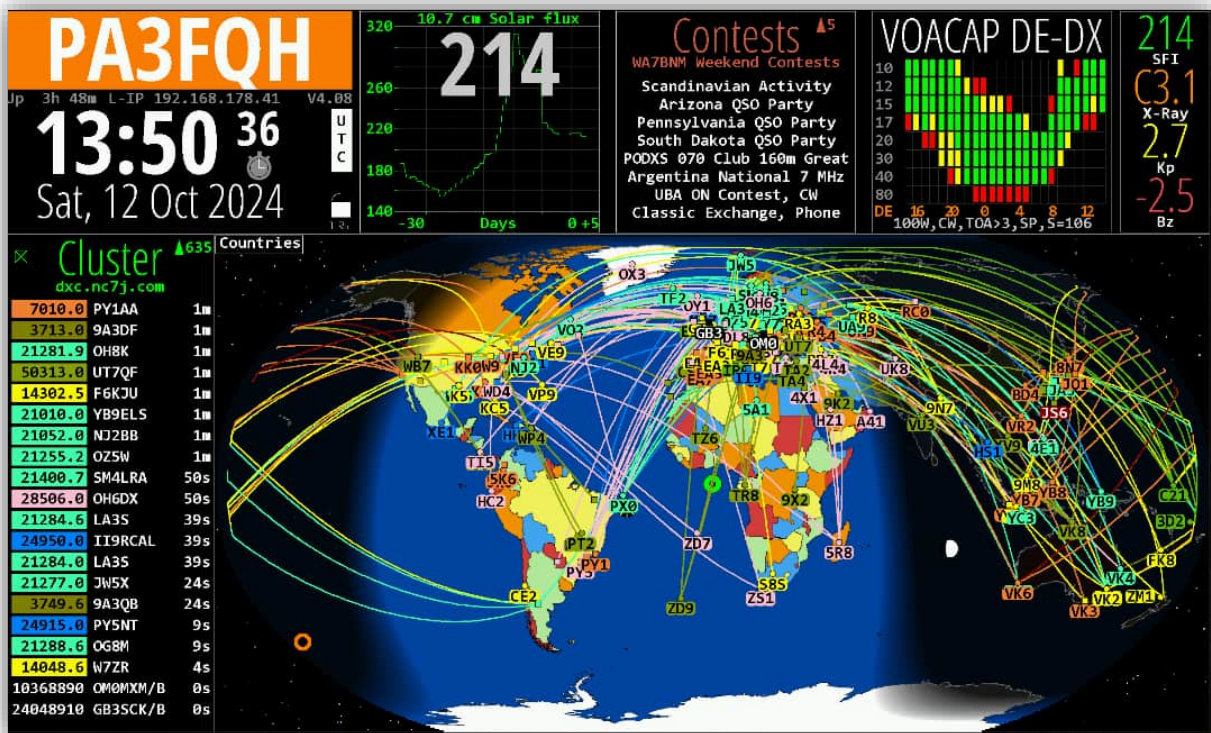 PA3FQH
Up 3h 48m L-IP 192.168.178.41 V4.08
13:50 36
UTC
Sat, 12 Oct 2024
10.7 cm Solar flux
214
320
260
220
180
140
-30 Days 0 +5
Contests ▲5
WA7BNM Weekend Contests
Scandinavian Activity
Arizona QSO Party
Pennsylvania QSO Party
South Dakota QSO Party
PODXS 070 Club 160m Great
Argentina National 7 MHz
UBA ON Contest, CW
Classic Exchange, Phone
VOACAP DE-DX
10
12
15
17
20
30
40
80
DE 16 20 0 4 8 12
100W,CW,TOA>3,SP,S=106
214
SFI
C3.1
X-Ray
2.7
Kp
-2.5
Bz
Cluster ▲635
dxc.nc7j.com
7010.0 PY1AA 1m
3713.0 9A3DF 1m
21281.9 OH8K 1m
50313.0 UT7QF 1m
14302.5 F6KJU 1m
21010.0 YB9ELS 1m
21052.0 NJ2BB 1m
21255.2 OZ5W 1m
21400.7 SM4LRA 50s
28506.0 OH6DX 50s
21284.6 LA3S 39s
24950.0 II9RCAL 39s
21284.0 LA3S 39s
21277.0 JW5X 24s
3749.6 9A3QB 24s
24915.0 PY5NT 9s
21288.6 OG8M 9s
14048.6 W7ZR 4s
10368890 OM0MXM/B 0s
24048910 GB3SCK/B 0s
Countries
OX3
JW5
TF2
OY1
LA3
OH6
RC0
VO2
GB3
RA3
R8
UA9
OM0
UT7
WB7
KK0
W9
NJ2
VE9
F6
9A3
EA
II9
TA2
TA4
4L4
UK8
8N7
JO1
BD4
JS6
K5
WD4
KC5
VP9
5A1
4X1
9K2
HZ1
A41
9N7
VU3
VR2
XE1
WP4
TZ6
HS1
4E1
TI5
5K6
HC2
PX0
TR8
9X2
9M8
YB8
YB7
YC3
YB9
C21
3D2
VK8
PT2
PY1
ZD7
5R8
FK8
CE2
ZD9
S8S
ZS1
VK6
VK4
VK2
VK3
ZM1